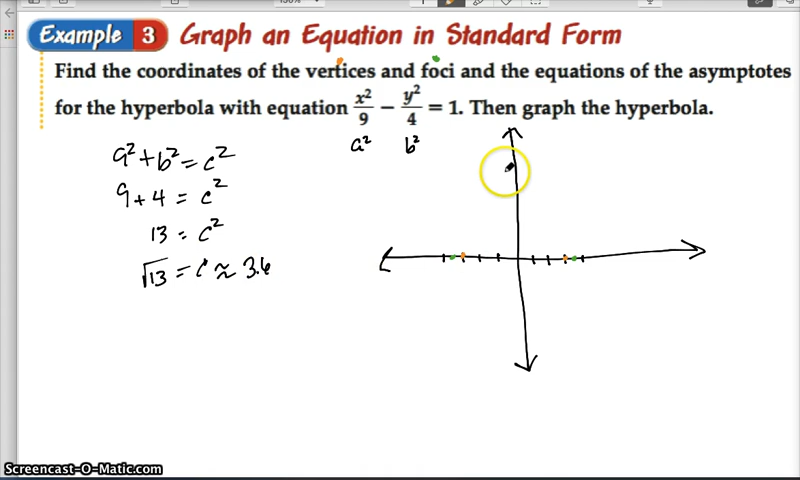 Example 3 Graph an Equation in Standard Form
Find the coordinates of the vertices and foci and the equations of the asymptotes
for the hyperbola with equation x²/9 − y²/4 = 1. Then graph the hyperbola.
a² b²
a² + b² = c²
9 + 4 = c²
13 = c²
√13 = c ≈ 3.6
Screencast-O-Matic.com